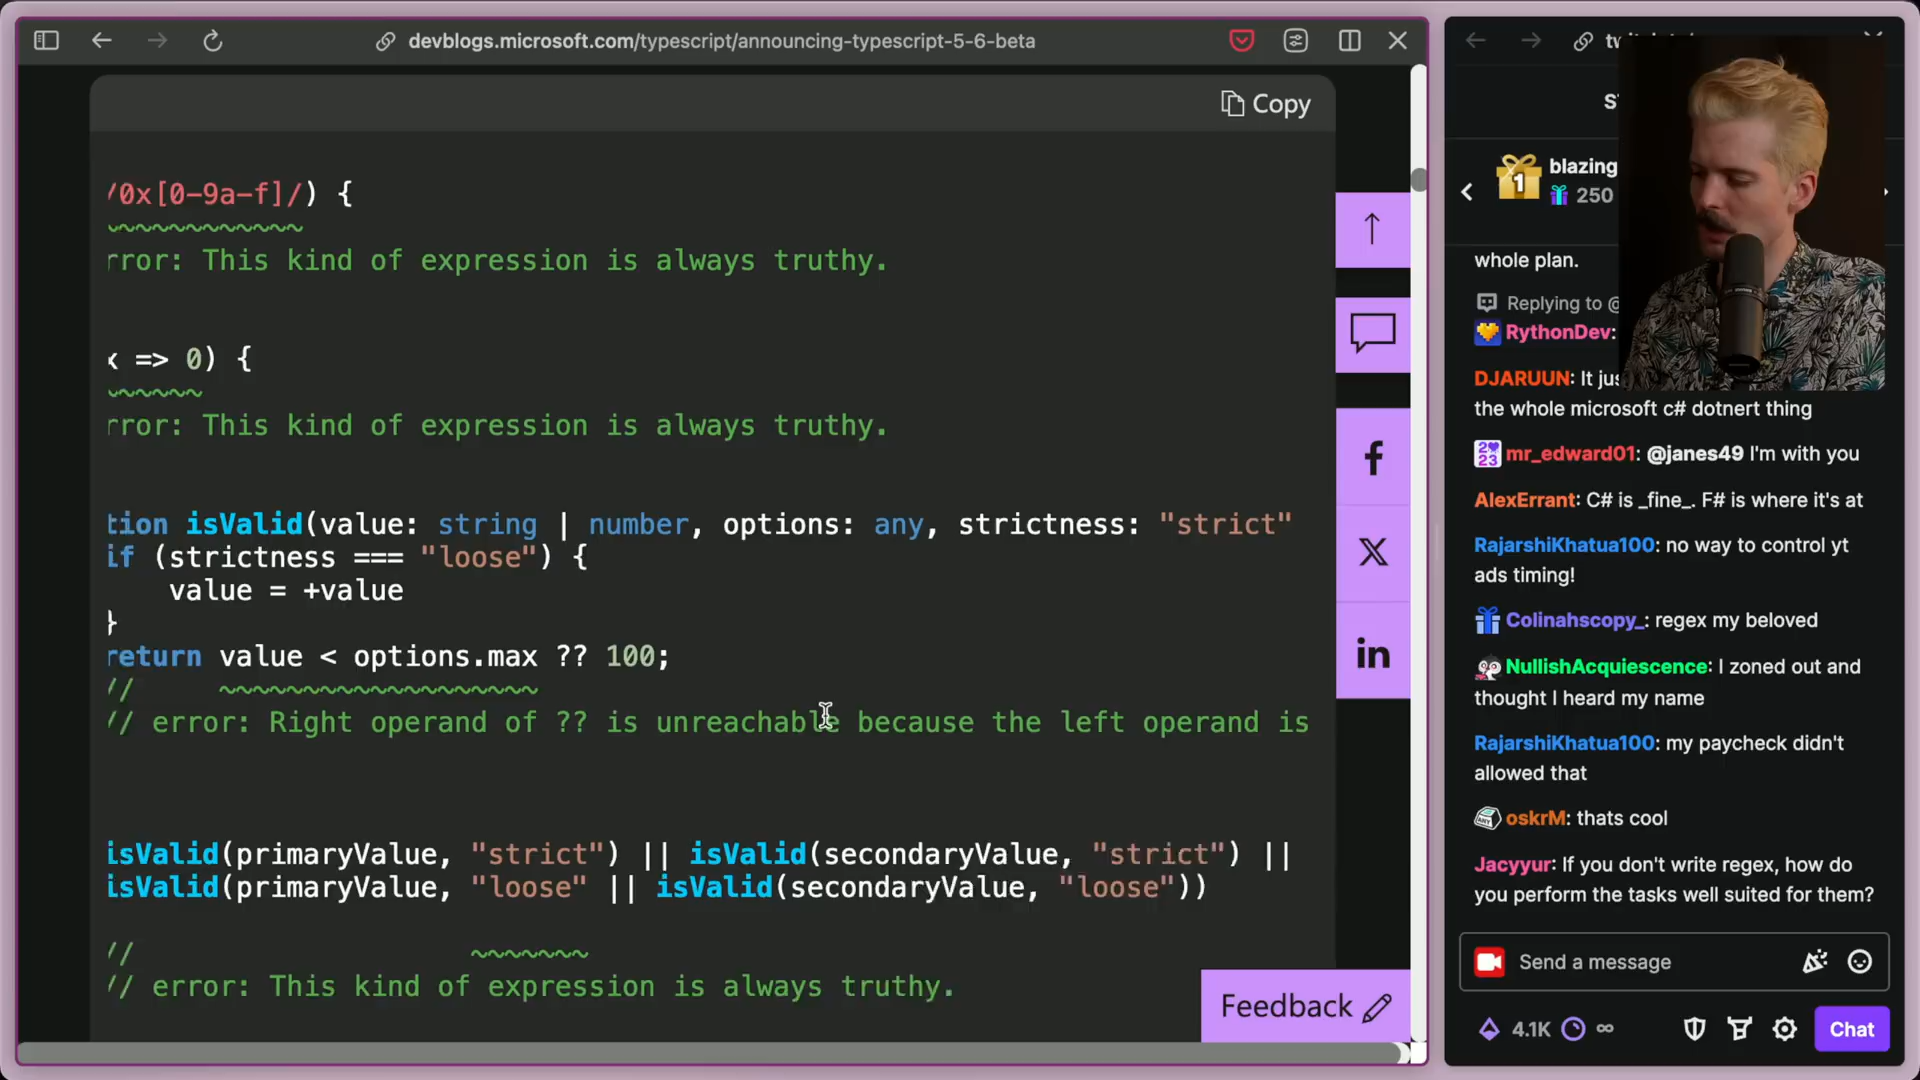 devblogs.microsoft.com/typescript/announcing-typescript-5-6-beta
Copy
/0x[0-9a-f]/) {
~~~~~~~~~~~~
rror: This kind of expression is always truthy.
x => 0) {
~~~~~~
rror: This kind of expression is always truthy.
tion isValid(value: string | number, options: any, strictness: "strict"
if (strictness === "loose") {
value = +value
}
return value < options.max ?? 100;
// ~~~~~~~~~~~~~~~~~~~
// error: Right operand of ?? is unreachable because the left operand is
isValid(primaryValue, "strict") || isValid(secondaryValue, "strict") ||
isValid(primaryValue, "loose" || isValid(secondaryValue, "loose"))
// ~~~~~~~
// error: This kind of expression is always truthy.
Feedback
1
blazing
250
whole plan.
Replying to @
RythonDev:
DJARUUN: It jus
the whole microsoft c# dotnert thing
mr_edward01: @janes49 I'm with you
AlexErrant: C# is _fine_. F# is where it's at
RajarshiKhatua100: no way to control yt
ads timing!
Colinahscopy_: regex my beloved
NullishAcquiescence: I zoned out and
thought I heard my name
RajarshiKhatua100: my paycheck didn't
allowed that
oskrM: thats cool
Jacyyur: If you don't write regex, how do
you perform the tasks well suited for them?
Send a message
4.1K ∞
Chat